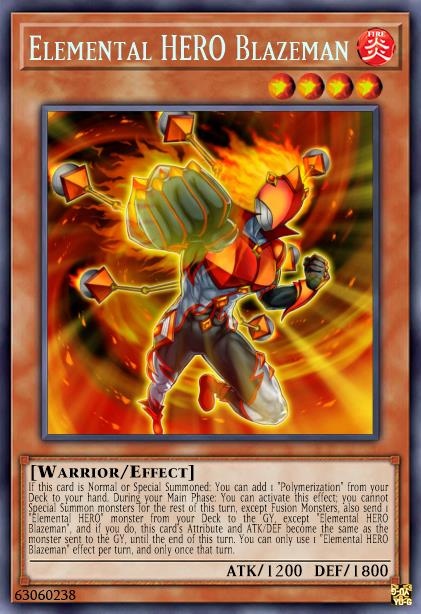 Elemental HERO Blazeman
FIRE
炎
[Warrior/Effect]
If this card is Normal or Special Summoned: You can add 1 "Polymerization" from your
Deck to your hand. During your Main Phase: You can activate this effect; you cannot
Special Summon monsters for the rest of this turn, except Fusion Monsters, also send 1
"Elemental HERO" monster from your Deck to the GY, except "Elemental HERO
Blazeman", and if you do, this card's Attribute and ATK/DEF become the same as the
monster sent to the GY, until the end of this turn. You can only use 1 "Elemental HERO
Blazeman" effect per turn, and only once that turn.
ATK/1200 DEF/1800
63060238